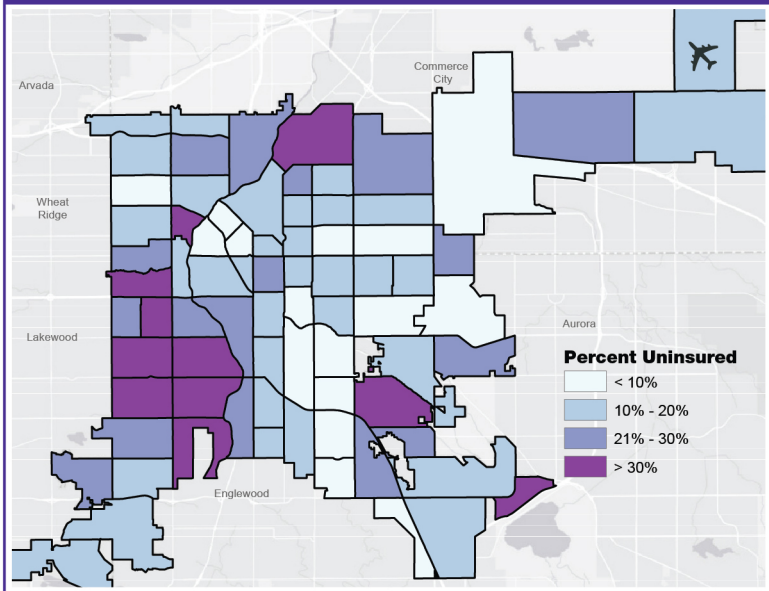 Commerce
City
Arvada
Wheat
Ridge
Aurora
Lakewood
Percent Uninsured
< 10%
10% - 20%
21% - 30%
> 30%
Englewood